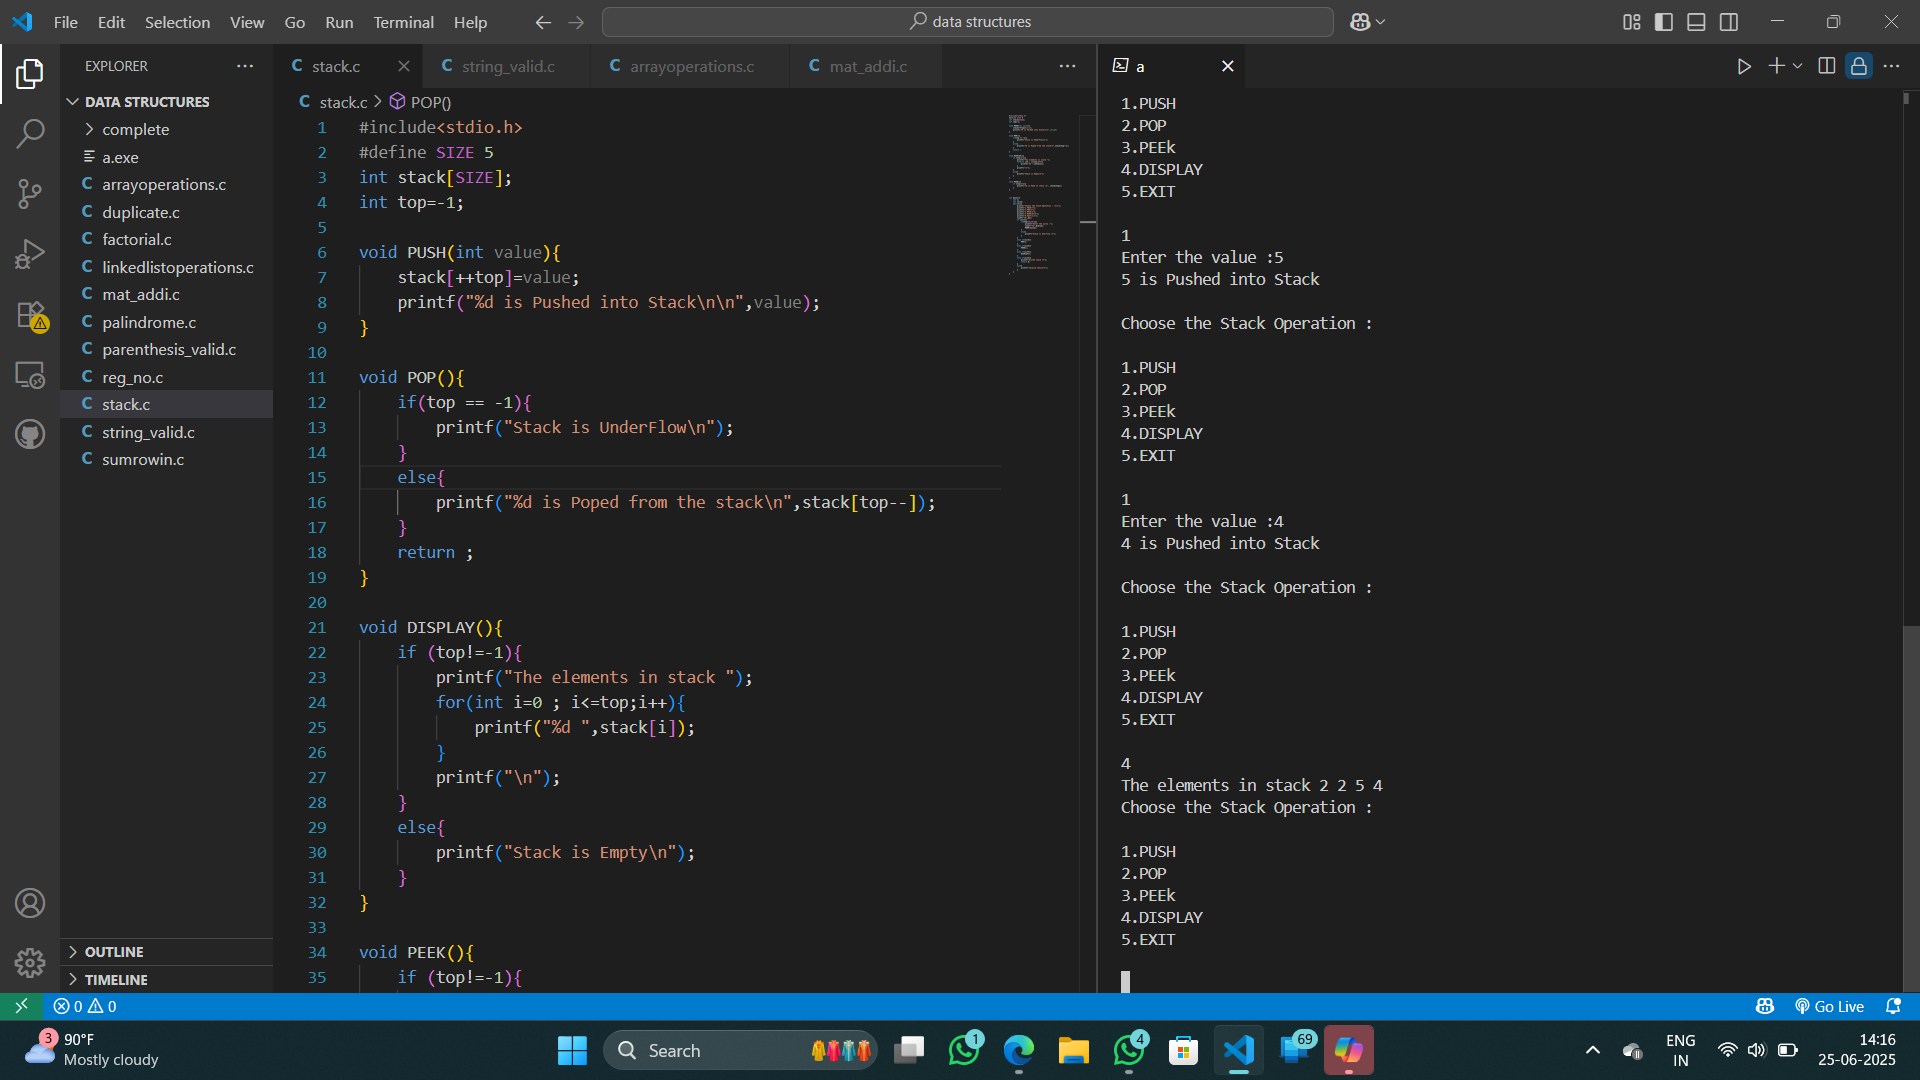 File Edit Selection View Go Run Terminal Help
data structures
EXPLORER
DATA STRUCTURES
complete
a.exe
C arrayoperations.c
C duplicate.c
C factorial.c
C linkedlistoperations.c
C mat_addi.c
C palindrome.c
C parenthesis_valid.c
C reg_no.c
C stack.c
C string_valid.c
C sumrowin.c
OUTLINE
TIMELINE
C stack.c C string_valid.c C arrayoperations.c C mat_addi.c
C stack.c > POP()
1 #include<stdio.h>
2 #define SIZE 5
3 int stack[SIZE];
4 int top=-1;
5
6 void PUSH(int value){
7 stack[++top]=value;
8 printf("%d is Pushed into Stack\n\n",value);
9 }
10
11 void POP(){
12 if(top == -1){
13 printf("Stack is UnderFlow\n");
14 }
15 else{
16 printf("%d is Poped from the stack\n",stack[top--]);
17 }
18 return ;
19 }
20
21 void DISPLAY(){
22 if (top!=-1){
23 printf("The elements in stack ");
24 for(int i=0 ; i<=top;i++){
25 printf("%d ",stack[i]);
26 }
27 printf("\n");
28 }
29 else{
30 printf("Stack is Empty\n");
31 }
32 }
33
34 void PEEK(){
35 if (top!=-1){
a
1.PUSH
2.POP
3.PEEk
4.DISPLAY
5.EXIT
1
Enter the value :5
5 is Pushed into Stack
Choose the Stack Operation :
1.PUSH
2.POP
3.PEEk
4.DISPLAY
5.EXIT
1
Enter the value :4
4 is Pushed into Stack
Choose the Stack Operation :
1.PUSH
2.POP
3.PEEk
4.DISPLAY
5.EXIT
4
The elements in stack 2 2 5 4
Choose the Stack Operation :
1.PUSH
2.POP
3.PEEk
4.DISPLAY
5.EXIT
0 0
Go Live
3
90°F
Mostly cloudy
Search
1
4
69
ENG
IN
14:16
25-06-2025